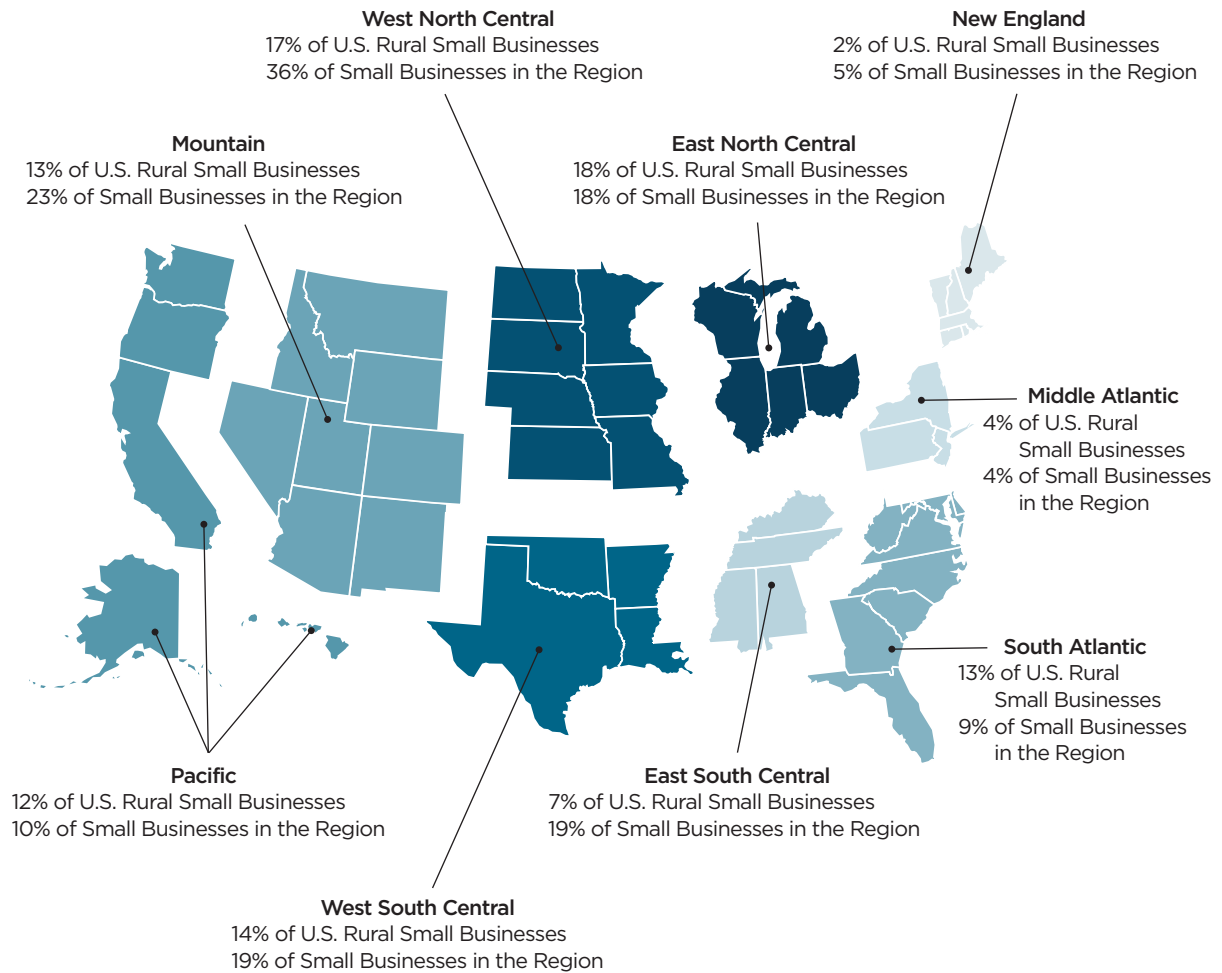 West North Central
17% of U.S. Rural Small Businesses
36% of Small Businesses in the Region
New England
2% of U.S. Rural Small Businesses
5% of Small Businesses in the Region
Mountain
13% of U.S. Rural Small Businesses
23% of Small Businesses in the Region
East North Central
18% of U.S. Rural Small Businesses
18% of Small Businesses in the Region
Middle Atlantic
4% of U.S. Rural
Small Businesses
4% of Small Businesses
in the Region
South Atlantic
13% of U.S. Rural
Small Businesses
9% of Small Businesses
in the Region
Pacific
12% of U.S. Rural Small Businesses
10% of Small Businesses in the Region
East South Central
7% of U.S. Rural Small Businesses
19% of Small Businesses in the Region
West South Central
14% of U.S. Rural Small Businesses
19% of Small Businesses in the Region